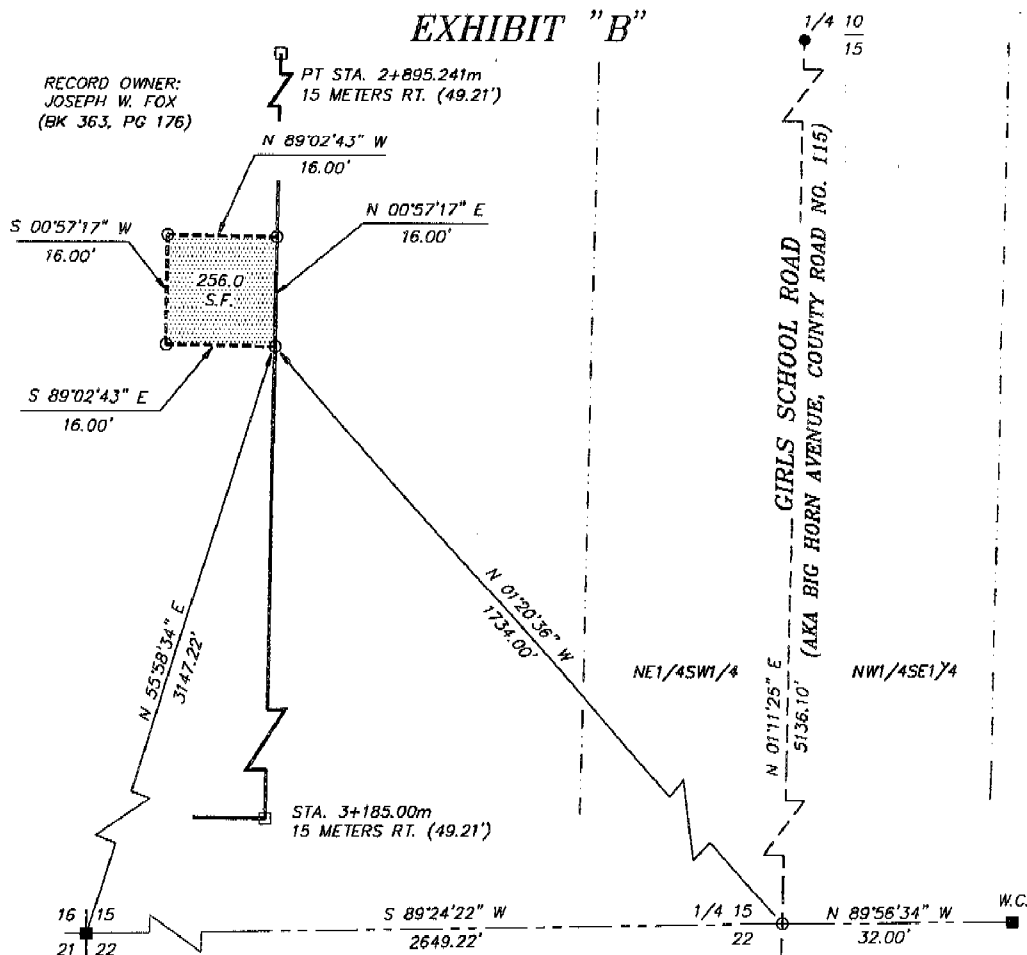 EXHIBIT "B"
1/4 10
15
RECORD OWNER:
JOSEPH W. FOX
(BK 363, PG 176)
PT STA. 2+895.241m
15 METERS RT. (49.21')
N 89°02'43" W
16.00'
S 00°57'17" W
16.00'
N 00°57'17" E
16.00'
256.0
S.F.
S 89°02'43" E
16.00'
GIRLS SCHOOL ROAD
(AKA BIG HORN AVENUE, COUNTY ROAD NO. 115)
N 55°58'34" E
3147.22'
N 01°20'36" W
1734.00'
NE1/4SW1/4
NW1/4SE1/4
N 01°11'25" E
5136.10'
STA. 3+185.00m
15 METERS RT. (49.21')
16 15
21 22
S 89°24'22" W
2649.22'
1/4 15
22
N 89°56'34" W
32.00'
W.C.